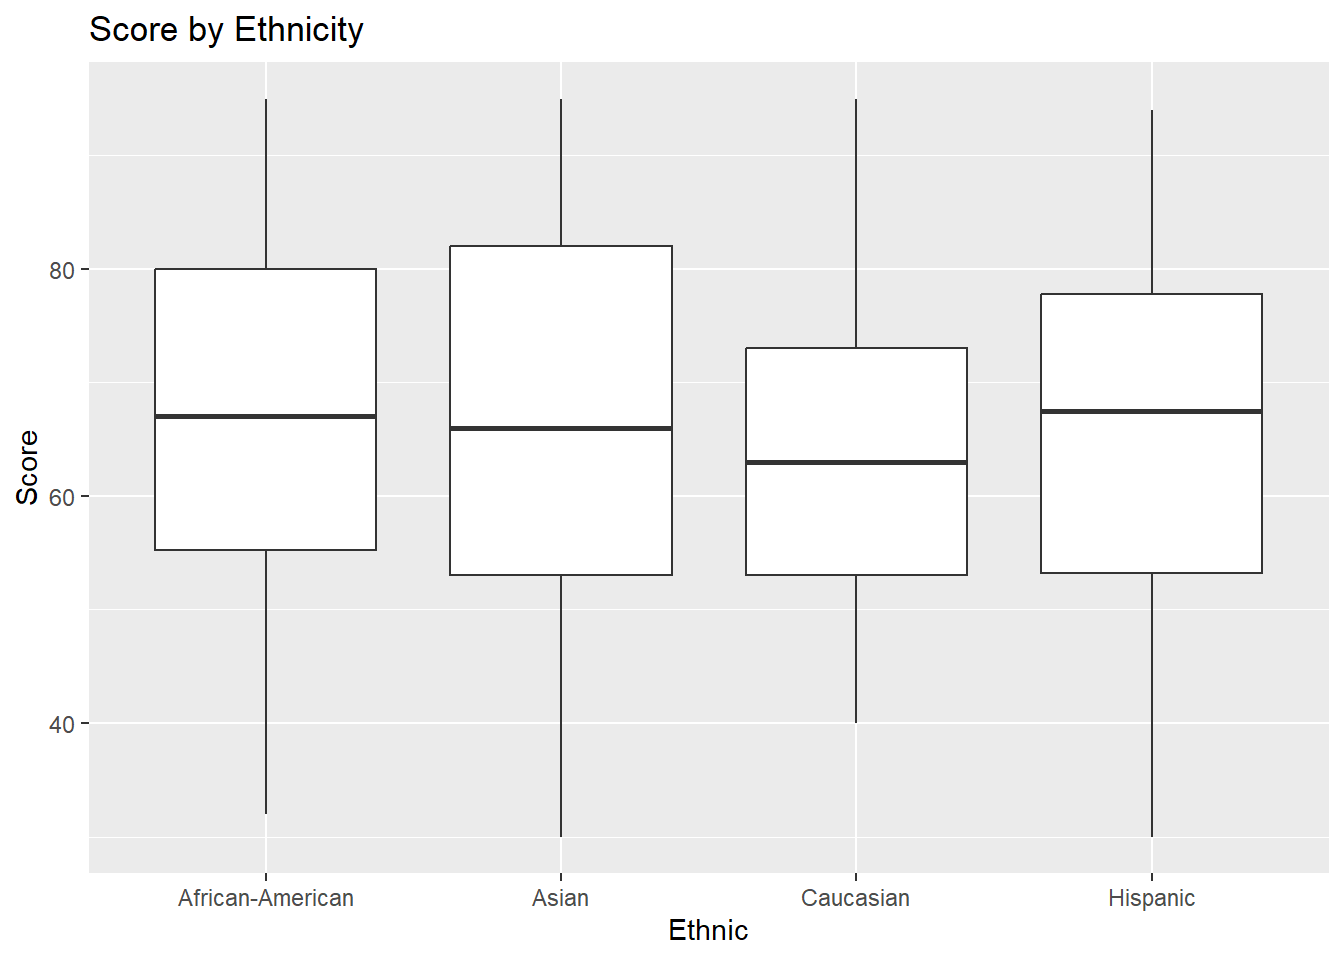 Score by Ethnicity
Score
80
60
40
African-American
Asian
Caucasian
Hispanic
Ethnic